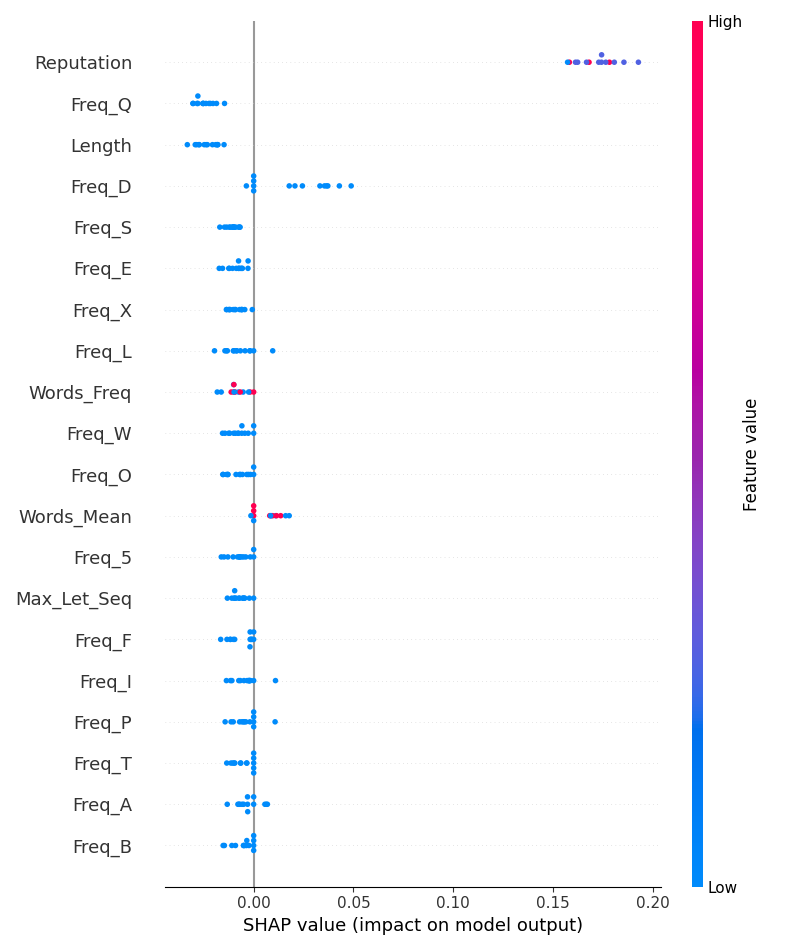 High
Reputation
Freq_Q
Length
Freq_D
Freq_S
Freq_E
Freq_X
Freq_L
Words_Freq
Freq_W
Freq_O
Words_Mean
Freq_5
Max_Let_Seq
Freq_F
Freq_I
Freq_P
Freq_T
Freq_A
Freq_B
Feature value
Low
0.00 0.05 0.10 0.15 0.20
SHAP value (impact on model output)